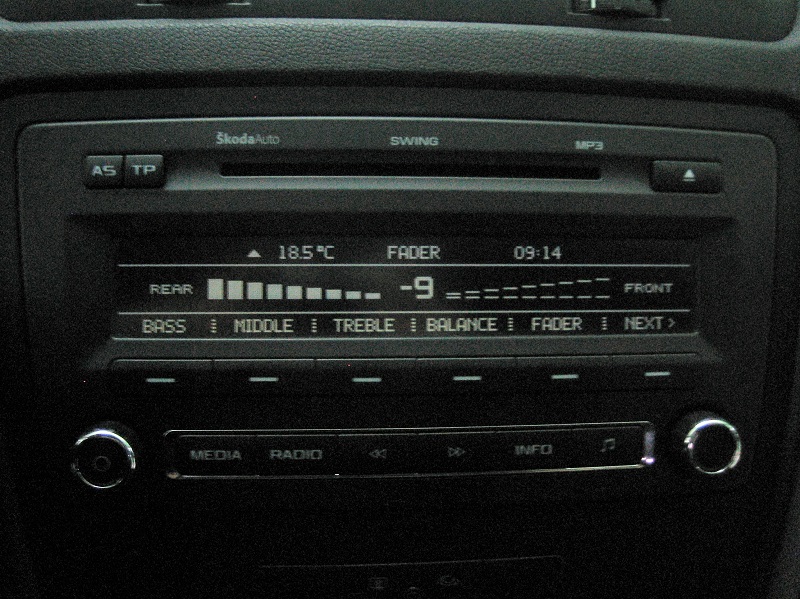 ŠkodaAuto SWING MP3
AS TP
18.5°C FADER 09:14
REAR -9 FRONT
BASS MIDDLE TREBLE BALANCE FADER NEXT>
MEDIA RADIO INFO